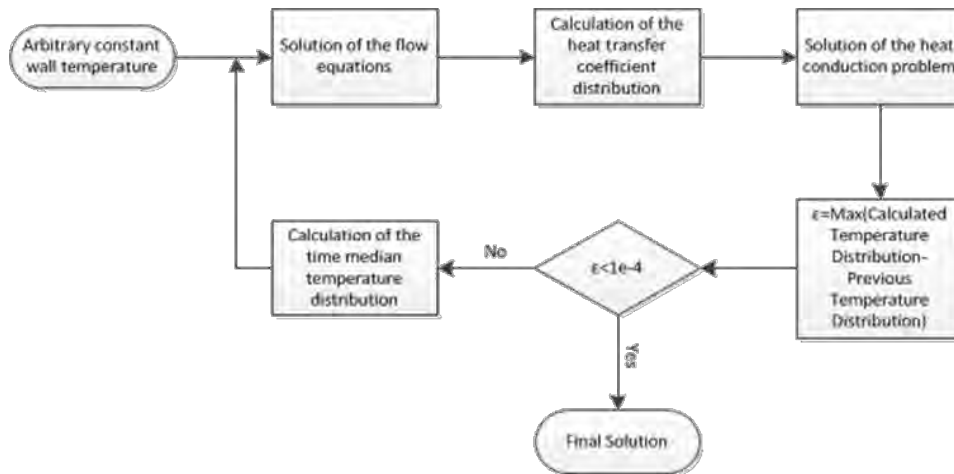 Arbitrary constant
wall temperature
Solution of the flow
equations
Calculation of the
heat transfer
coefficient
distribution
Solution of the heat
conduction problem
ε=Max(Calculated
Temperature
Distribution-
Previous
Temperature
Distribution)
ε<1e-4
No
Calculation of the
time median
temperature
distribution
Yes
Final Solution